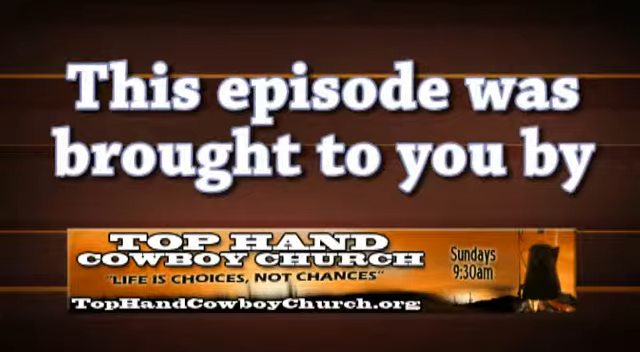 This episode was
brought to you by
TOP HAND
COWBOY CHURCH
"LIFE IS CHOICES, NOT CHANCES"
Sundays
9:30am
TopHandCowboyChurch.org